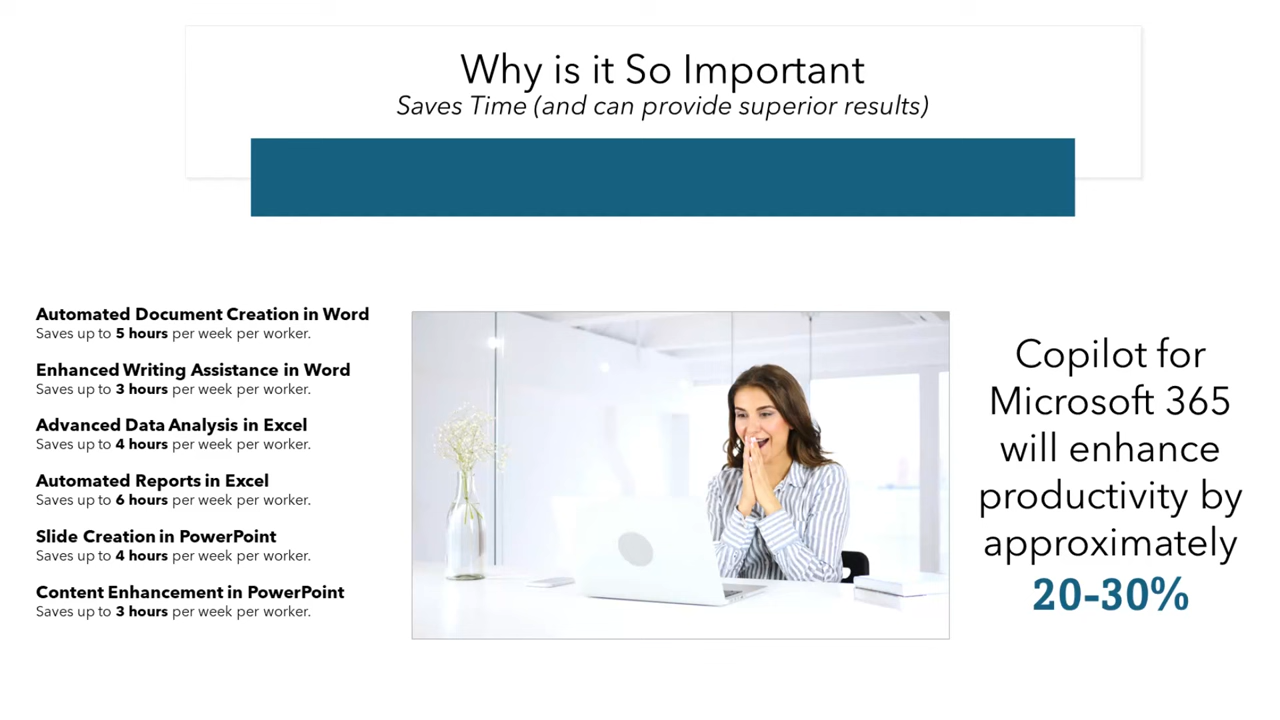 Why is it So Important
Saves Time (and can provide superior results)
Automated Document Creation in Word
Saves up to 5 hours per week per worker.
Enhanced Writing Assistance in Word
Saves up to 3 hours per week per worker.
Advanced Data Analysis in Excel
Saves up to 4 hours per week per worker.
Automated Reports in Excel
Saves up to 6 hours per week per worker.
Slide Creation in PowerPoint
Saves up to 4 hours per week per worker.
Content Enhancement in PowerPoint
Saves up to 3 hours per week per worker.
Copilot for
Microsoft 365
will enhance
productivity by
approximately
20-30%